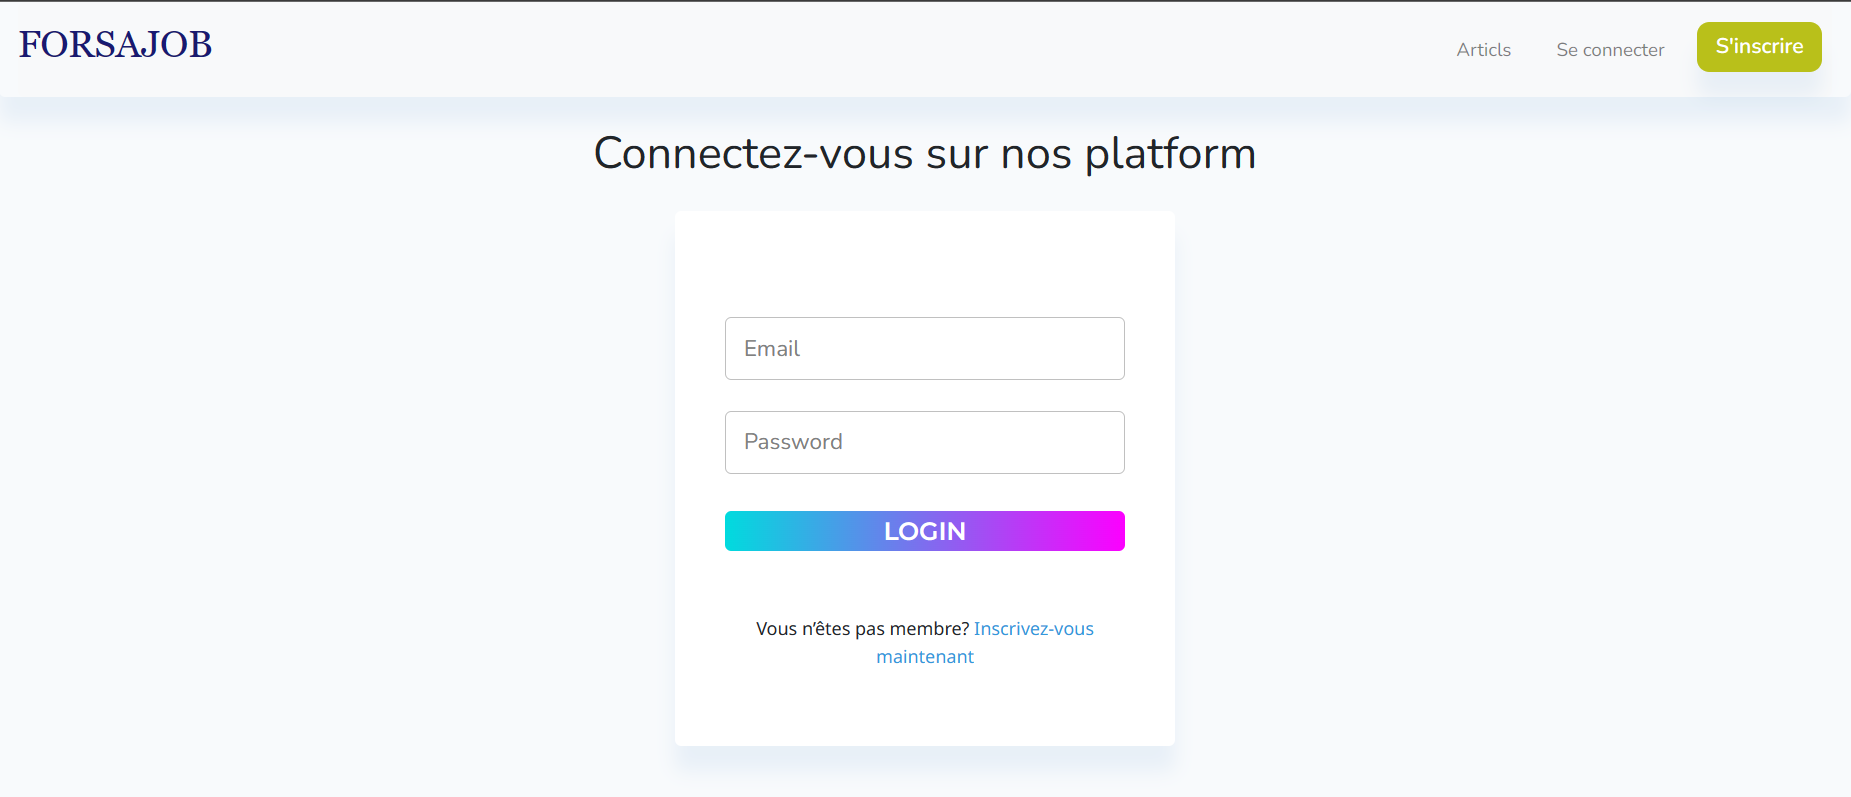 FORSAJOB
Articls
Se connecter
S'inscrire
Connectez-vous sur nos platform
Email
Password
LOGIN
Vous n’êtes pas membre? Inscrivez-vous
maintenant